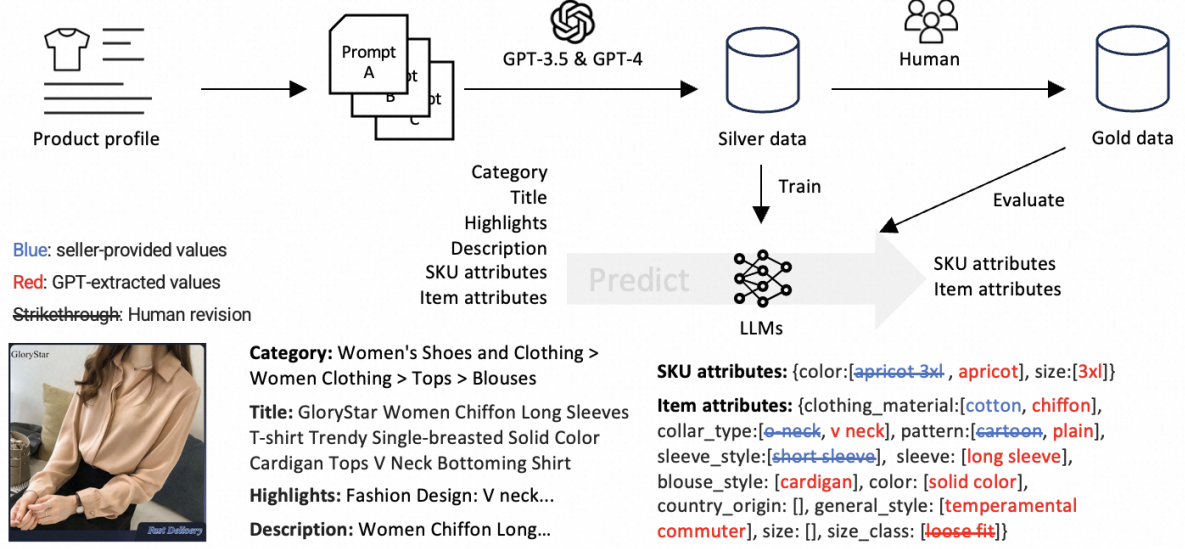 Product profile
Prompt
A
pt
B
pt
C
GPT-3.5 & GPT-4
Silver data
Human
Gold data
Train
Evaluate
Category
Title
Highlights
Description
SKU attributes
Item attributes
Predict
LLMs
SKU attributes
Item attributes
Blue: seller-provided values
Red: GPT-extracted values
Strikethrough: Human revision
GloryStar
Fast Delivery
Category: Women's Shoes and Clothing >
Women Clothing > Tops > Blouses
Title: GloryStar Women Chiffon Long Sleeves
T-shirt Trendy Single-breasted Solid Color
Cardigan Tops V Neck Bottoming Shirt
Highlights: Fashion Design: V neck...
Description: Women Chiffon Long...
SKU attributes: {color:[apricot 3xl , apricot], size:[3xl]}
Item attributes: {clothing_material:[cotton, chiffon],
collar_type:[o-neck, v neck], pattern:[cartoon, plain],
sleeve_style:[short sleeve], sleeve: [long sleeve],
blouse_style: [cardigan], color: [solid color],
country_origin: [], general_style: [temperamental
commuter], size: [], size_class: [loose fit]}